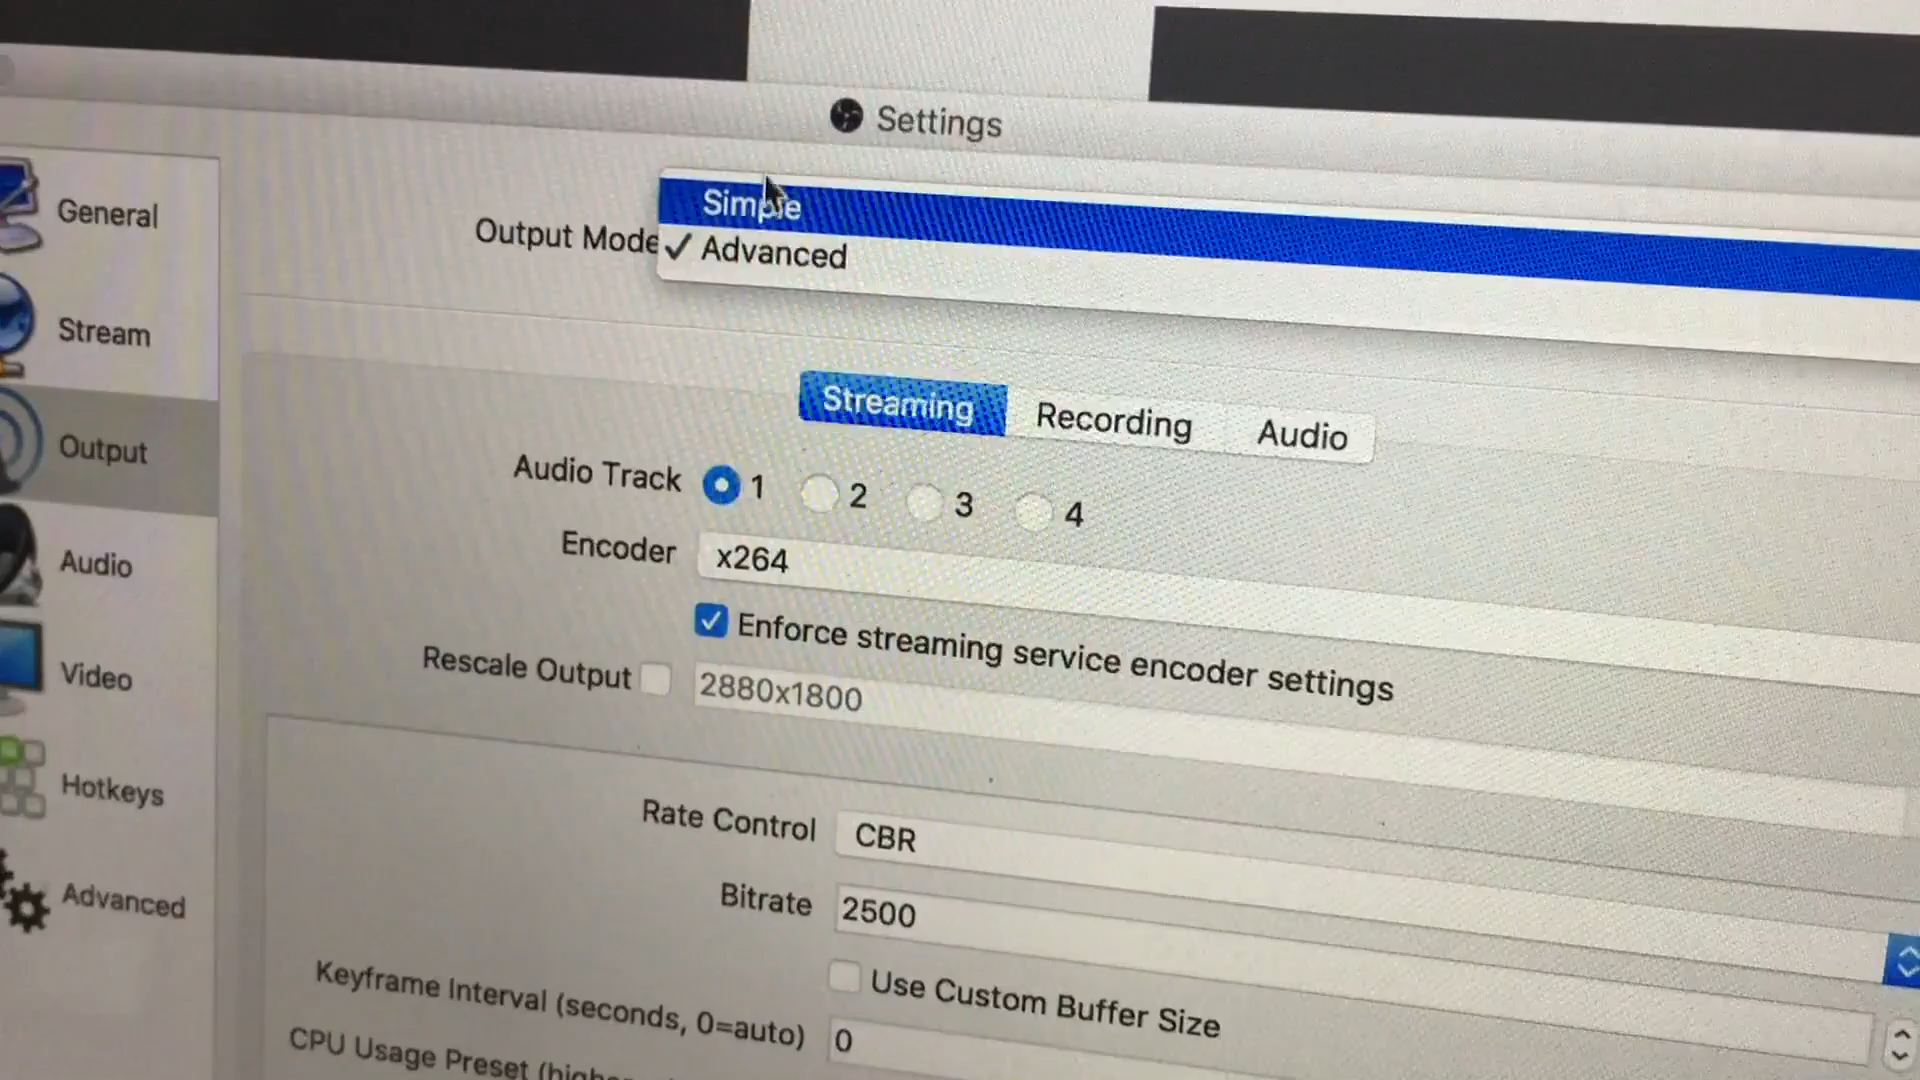 Settings
General
Stream
Output
Audio
Video
Hotkeys
Advanced
Output Mode
Simple
✓ Advanced
Streaming Recording Audio
Audio Track 1 2 3 4
Encoder x264
Enforce streaming service encoder settings
Rescale Output 2880x1800
Rate Control CBR
Bitrate 2500
Use Custom Buffer Size
Keyframe Interval (seconds, 0=auto) 0
CPU Usage Preset